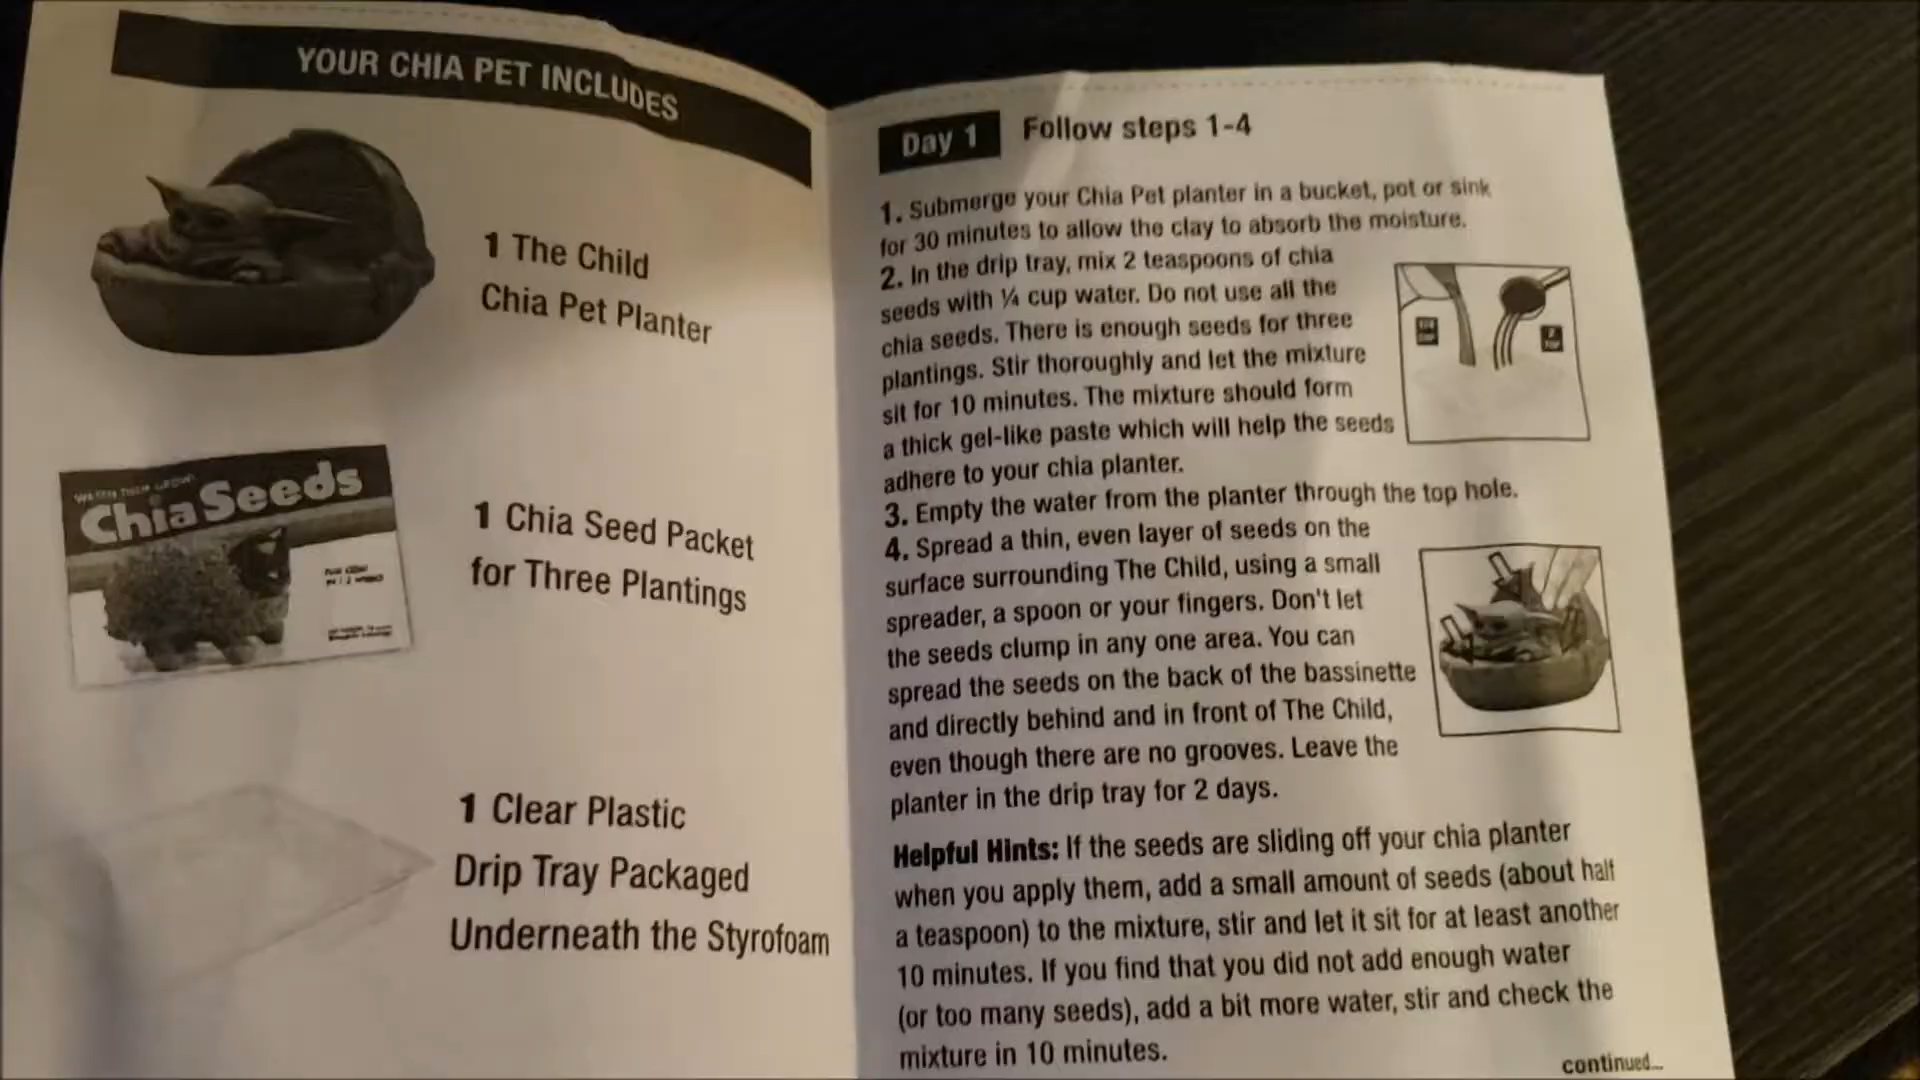 YOUR CHIA PET INCLUDES
1 The Child
Chia Pet Planter
WATCH THEM GROW!
Chia Seeds
1 Chia Seed Packet
for Three Plantings
1 Clear Plastic
Drip Tray Packaged
Underneath the Styrofoam
Day 1 Follow steps 1-4
1. Submerge your Chia Pet planter in a bucket, pot or sink
for 30 minutes to allow the clay to absorb the moisture.
2. In the drip tray, mix 2 teaspoons of chia
seeds with ¼ cup water. Do not use all the
chia seeds. There is enough seeds for three
plantings. Stir thoroughly and let the mixture
sit for 10 minutes. The mixture should form
a thick gel-like paste which will help the seeds
adhere to your chia planter.
3. Empty the water from the planter through the top hole.
4. Spread a thin, even layer of seeds on the
surface surrounding The Child, using a small
spreader, a spoon or your fingers. Don't let
the seeds clump in any one area. You can
spread the seeds on the back of the bassinette
and directly behind and in front of The Child,
even though there are no grooves. Leave the
planter in the drip tray for 2 days.
Helpful Hints: If the seeds are sliding off your chia planter
when you apply them, add a small amount of seeds (about half
a teaspoon) to the mixture, stir and let it sit for at least another
10 minutes. If you find that you did not add enough water
(or too many seeds), add a bit more water, stir and check the
mixture in 10 minutes.
continued...